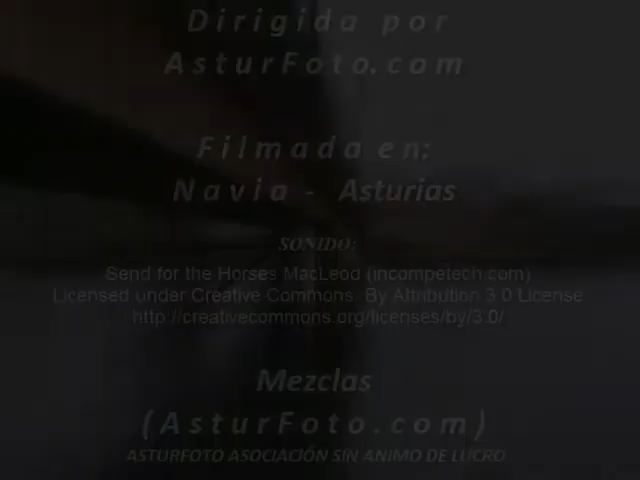 Dirigida por
AsturFoto.com
Filmada en:
Navia - Asturias
SONIDO:
Send for the Horses MacLeod (incompetech.com)
Licensed under Creative Commons. By Attribution 3.0 License
http://creativecommons.org/licenses/by/3.0/
Mezclas
(AsturFoto.com)
ASTURFOTO ASOCIACIÓN SIN ANIMO DE LUCRO